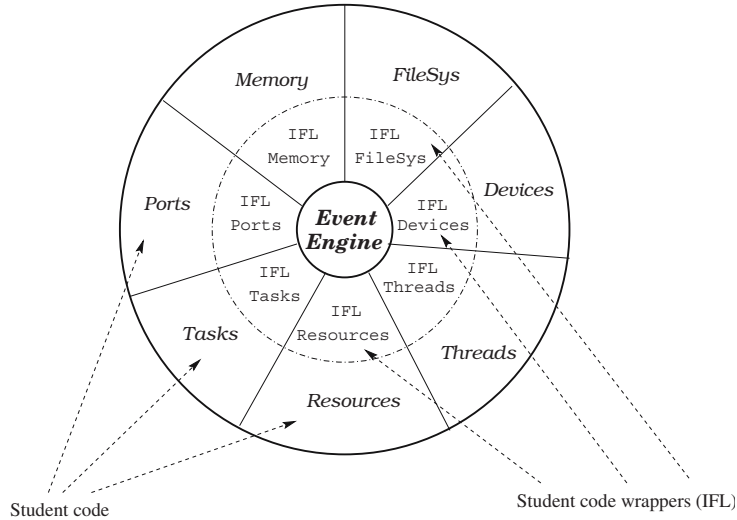 Memory
FileSys
IFL
Memory
IFL
FileSys
Ports
IFL
Ports
Event
Engine
IFL
Devices
Devices
IFL
Tasks
IFL
Threads
IFL
Resources
Tasks
Threads
Resources
Student code
Student code wrappers (IFL)